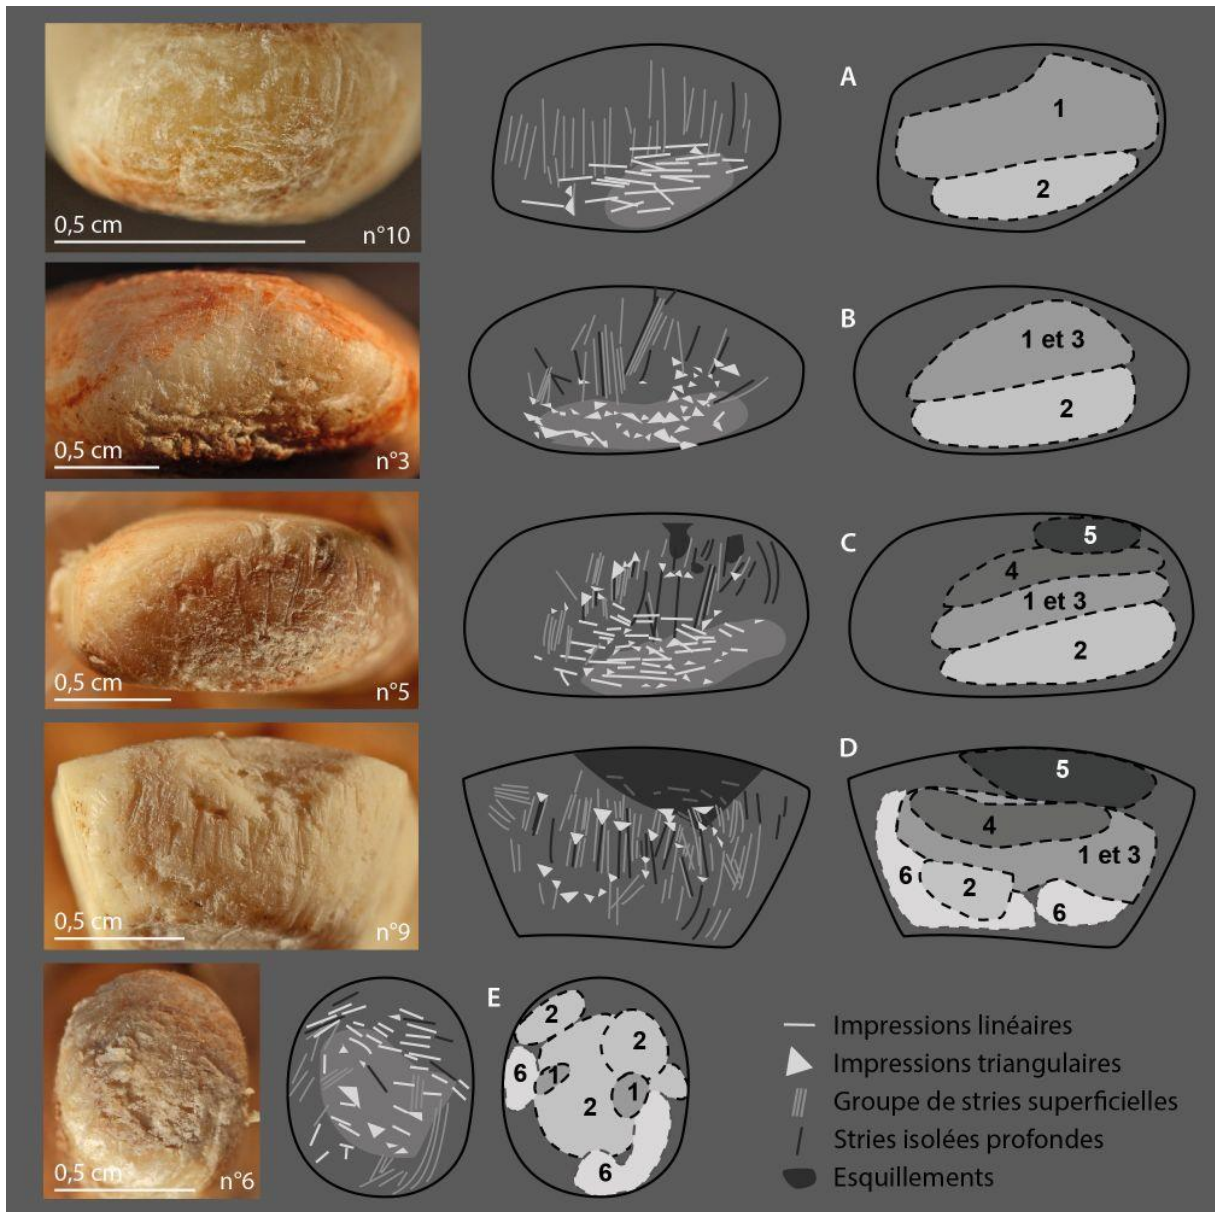 A
1
2
0,5 cm
n°10
B
1 et 3
2
0,5 cm
n°3
C
5
4
1 et 3
2
0,5 cm
n°5
D
5
4
1 et 3
6
2
6
0,5 cm
n°9
E
2
2
6
1
1
2
6
0,5 cm
n°6
Impressions linéaires
Impressions triangulaires
Groupe de stries superficielles
Stries isolées profondes
Esquillements